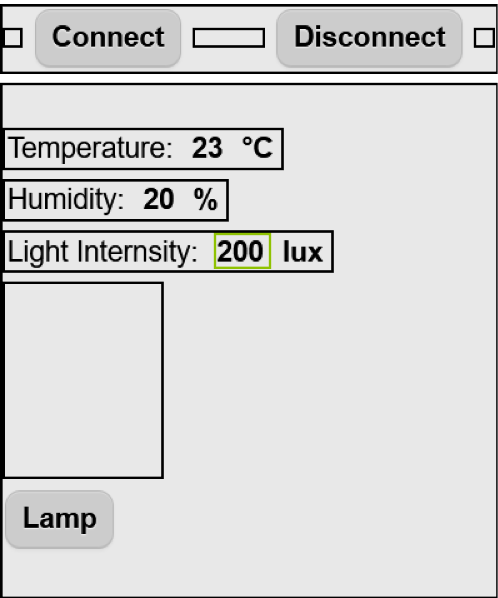 Connect Disconnect
Temperature: 23 °C
Humidity: 20 %
Light Internsity: 200 lux
Lamp